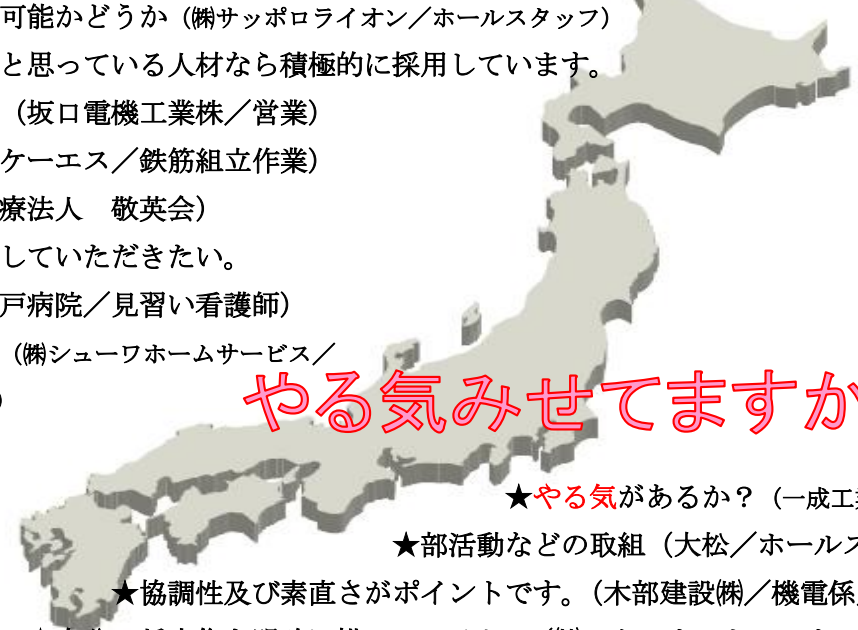 可能かどうか（㈱サッポロライオン／ホールスタッフ）
と思っている人材なら積極的に採用しています。
（坂口電機工業株／営業）
ケーエス／鉄筋組立作業）
療法人　敬英会）
していただきたい。
戸病院／見習い看護師）
（㈱シューワホームサービス／
）
やる気みせてますか
★やる気があるか？（一成工業
★部活動などの取組（大松／ホールス
★協調性及び素直さがポイントです。（木部建設㈱／機電係